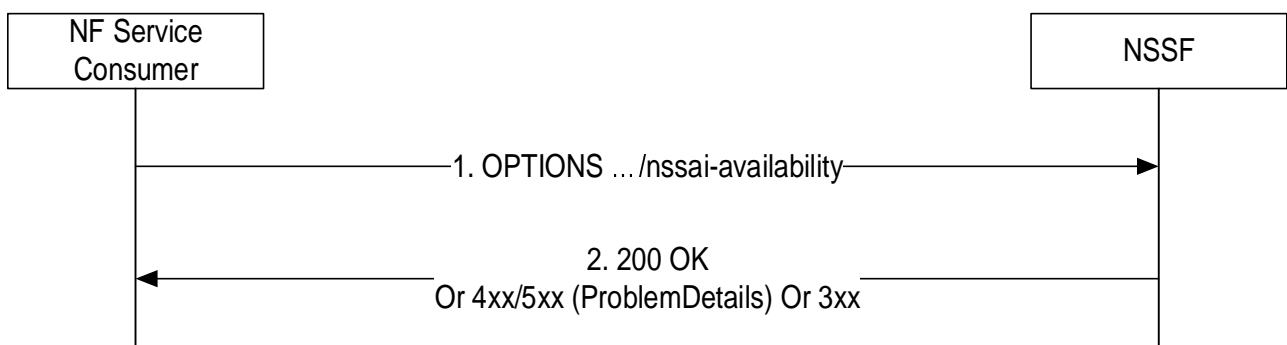 NF Service
Consumer
NSSF
1. OPTIONS .../nssai-availability
2. 200 OK
Or 4xx/5xx (ProblemDetails) Or 3xx